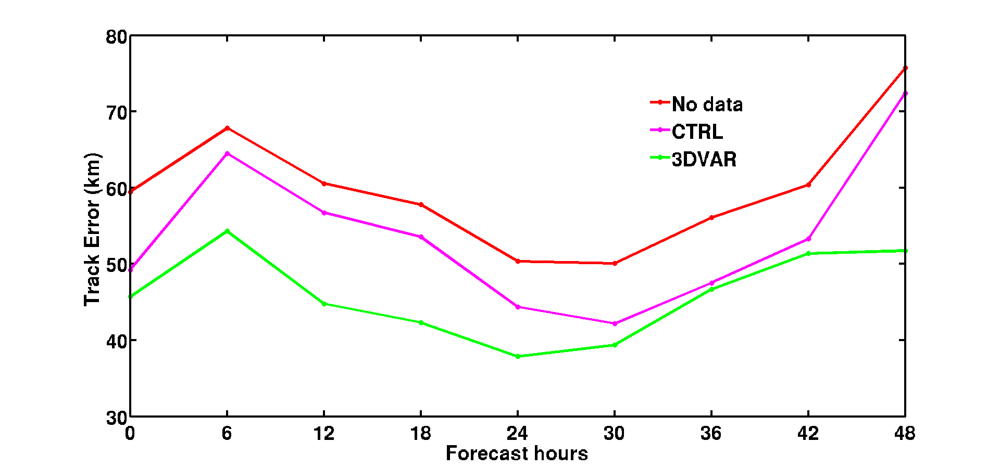 80
70
60
50
40
30
Track Error (km)
No data
CTRL
3DVAR
0 6 12 18 24 30 36 42 48
Forecast hours